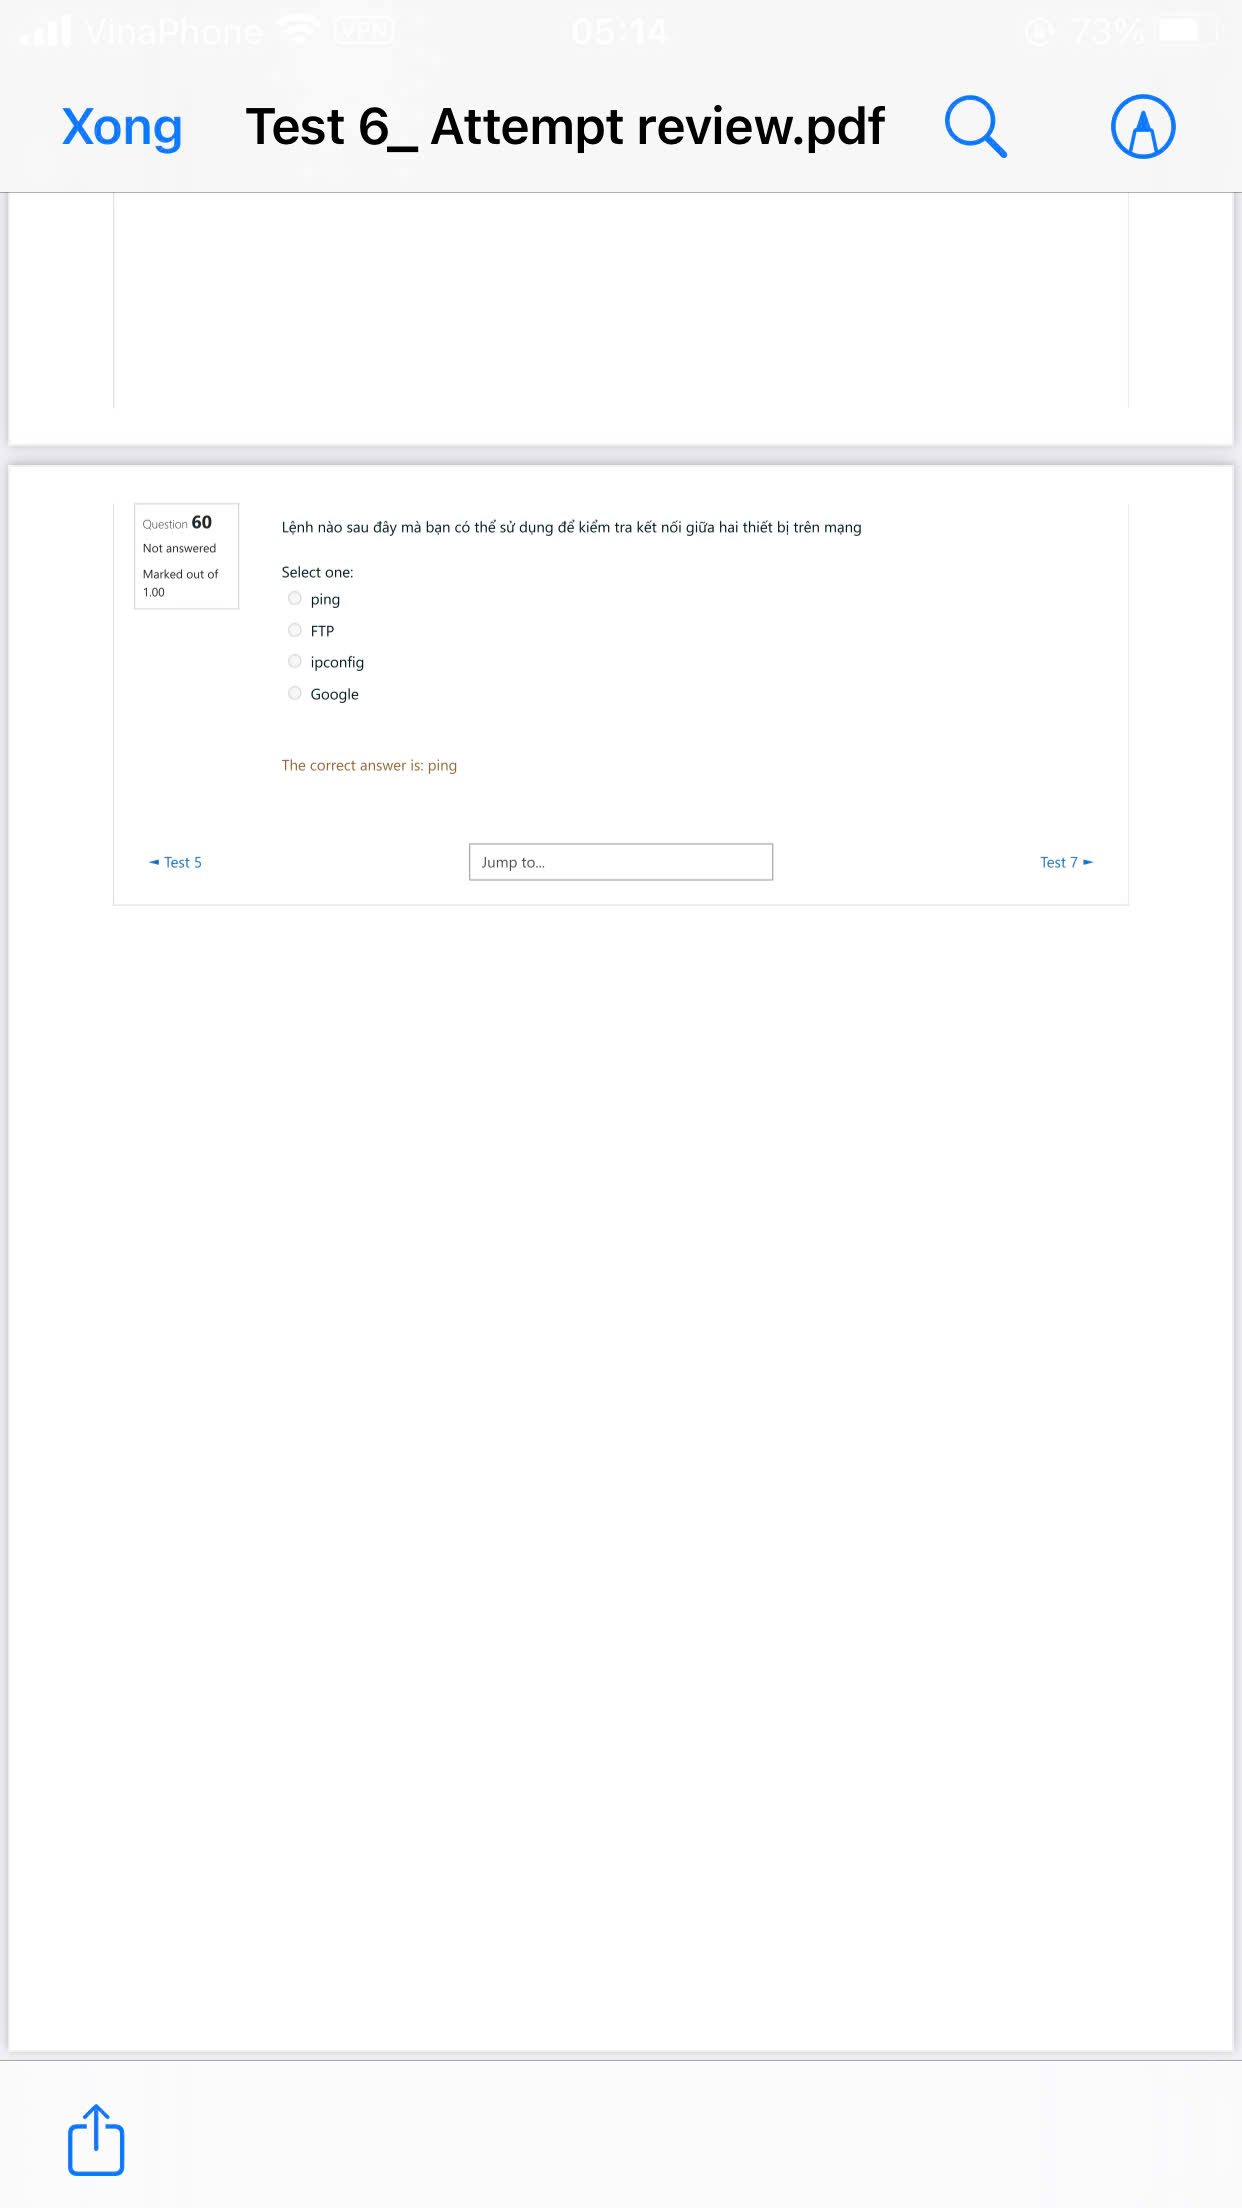 VinaPhone VPN 05:14 73%
Xong Test 6_ Attempt review.pdf
Question 60
Not answered
Marked out of
1.00
Lệnh nào sau đây mà bạn có thể sử dụng để kiểm tra kết nối giữa hai thiết bị trên mạng
Select one:
ping
FTP
ipconfig
Google
The correct answer is: ping
◄ Test 5
Jump to...
Test 7 ►